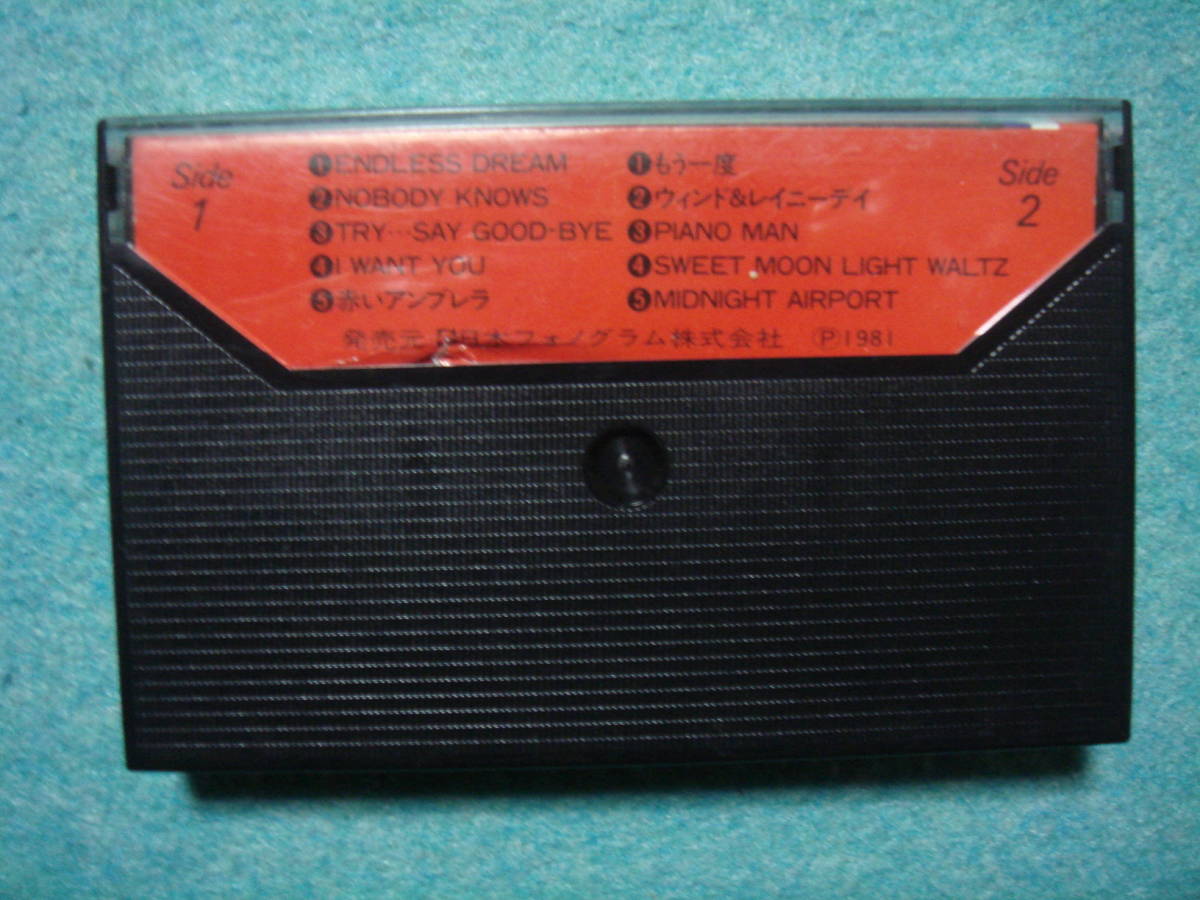 Side
1
❶ENDLESS DREAM
❷NOBODY KNOWS
❸TRY…SAY GOOD-BYE
❹I WANT YOU
❺赤いアンブレラ
❶もう一度
❷ウィンド&レイニーデイ
❸PIANO MAN
❹SWEET MOON LIGHT WALTZ
❺MIDNIGHT AIRPORT
Side
2
発売元 日本フォノグラム株式会社 Ⓟ1981